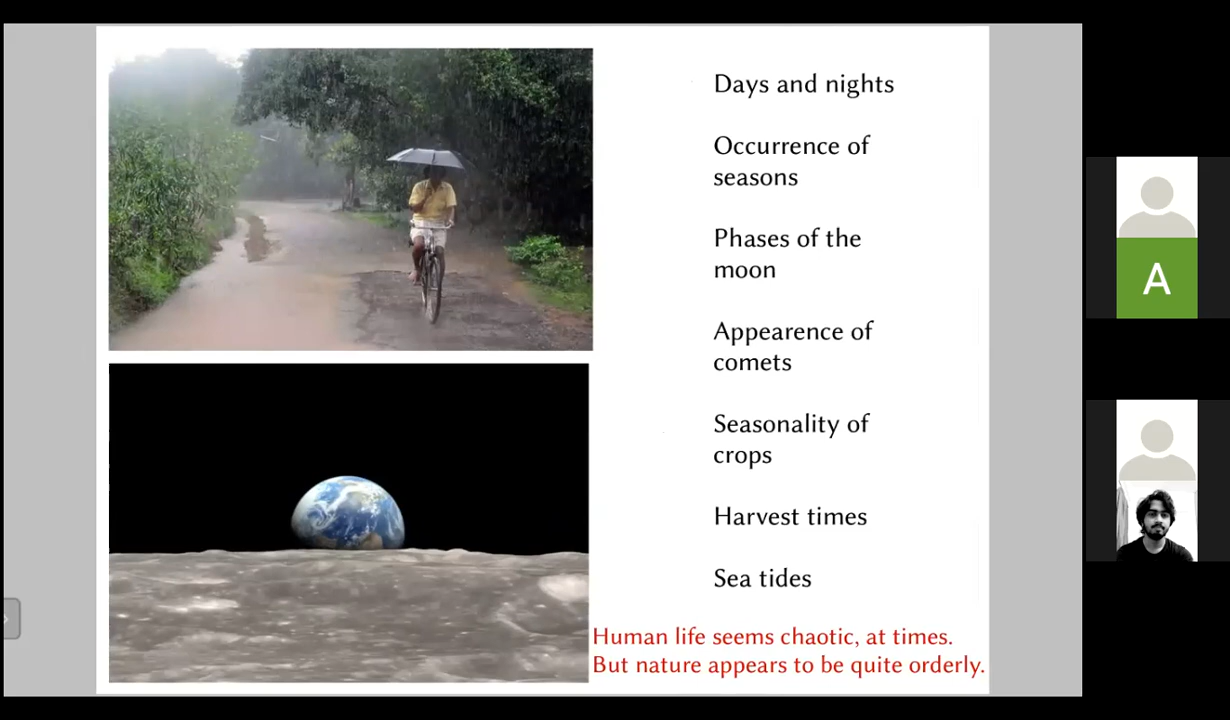 Days and nights
Occurrence of
seasons
Phases of the
moon
Appearence of
comets
Seasonality of
crops
Harvest times
Sea tides
Human life seems chaotic, at times.
But nature appears to be quite orderly.
A